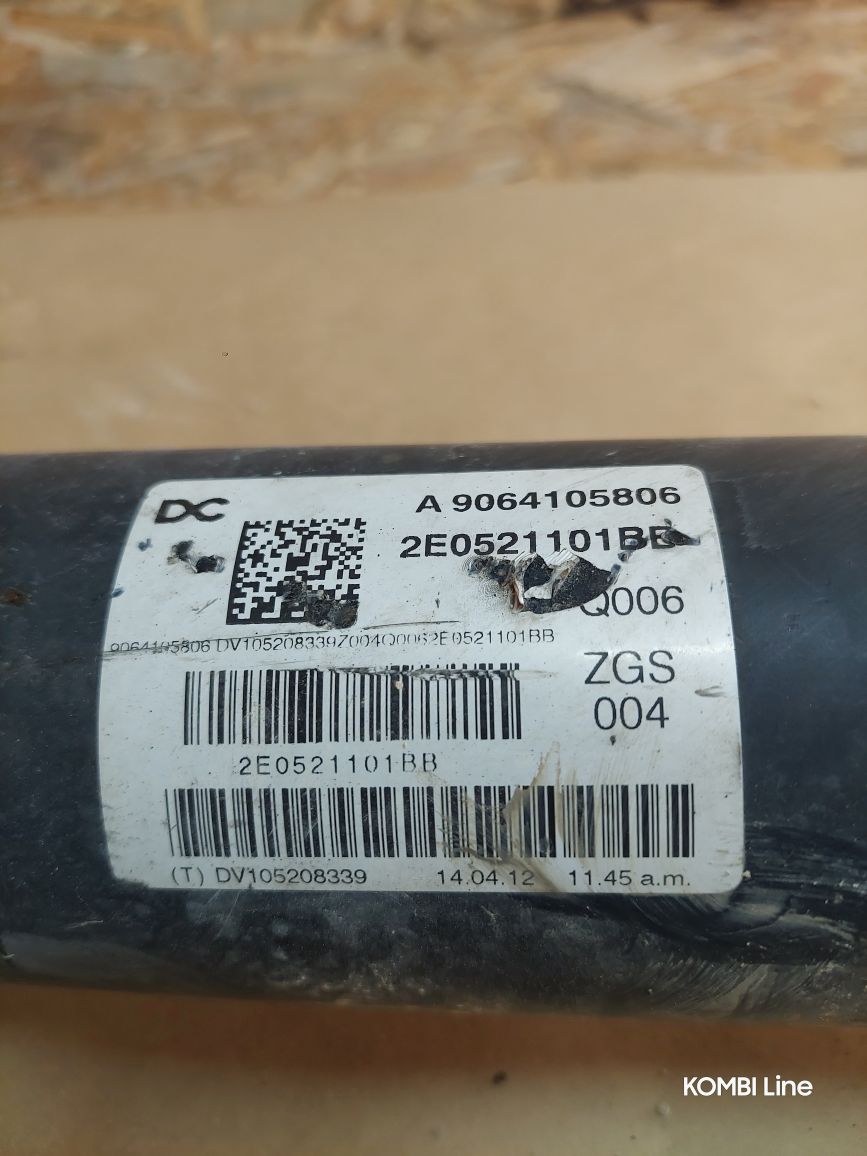 DC
A 9064105806
2E0521101BB
Q006
9064105806 DV105208339Z004Q0062E0521101BB
ZGS
004
2E0521101BB
(T) DV105208339 14.04.12 11.45 a.m.
KOMBI Line